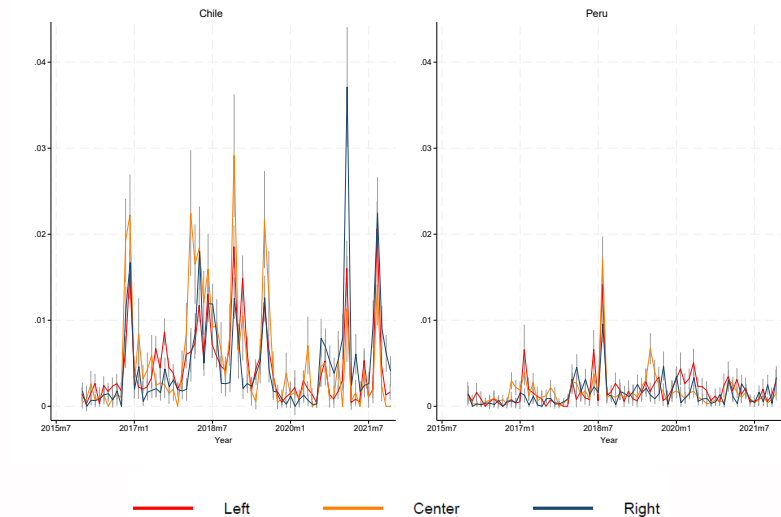 Chile
Peru
.04
.03
.02
.01
0
2015m7
2017m1
2018m7
2020m1
2021m7
Year
.04
.03
.02
.01
0
2015m7
2017m1
2018m7
2020m1
2021m7
Year
Left
Center
Right